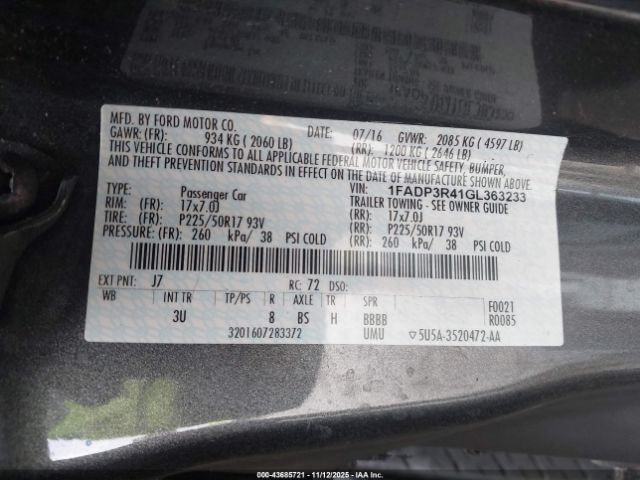 MFD. BY FORD MOTOR CO.
DATE: 07/16 GVWR: 2085 KG ( 4597 LB)
GAWR: (FR): 934 KG ( 2060 LB) (RR): 1200 KG ( 2646 LB)
THIS VEHICLE CONFORMS TO ALL APPLICABLE FEDERAL MOTOR VEHICLE SAFETY, BUMPER,
AND THEFT PREVENTION STANDARDS IN EFFECT ON THE DATE OF MANUFACTURE SHOWN ABOVE.
VIN: 1FADP3R41GL363233
TYPE: Passenger Car TRAILER TOWING - SEE OWNER GUIDE
RIM: (FR): 17x7.0J (RR): 17x7.0J
TIRE: (FR): P225/50R17 93V (RR): P225/50R17 93V
PRESSURE: (FR): 260 kPa/ 38 PSI COLD (RR): 260 kPa/ 38 PSI COLD
EXT PNT: J7 RC: 72 DSO:
WB INT TR TP/PS R AXLE TR SPR F0021
3U 8 BS H BBBB R0085
3201607283372 UMU ▽5U5A-3520472-AA
000-43685721 - 11/12/2025 - IAAI.COM